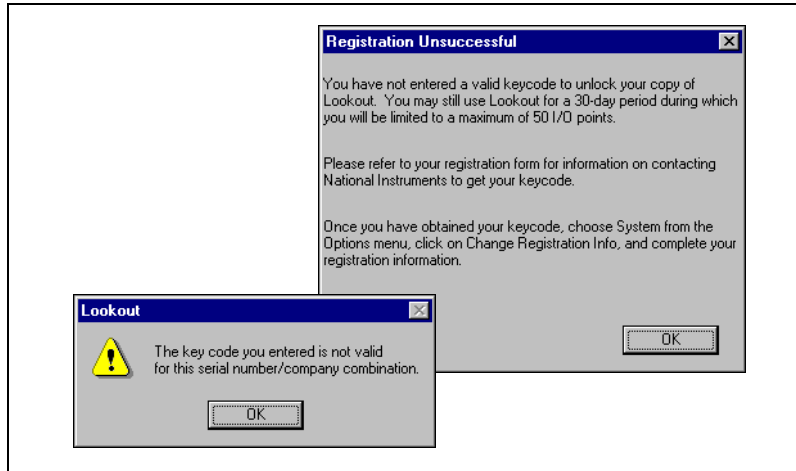 Registration Unsuccessful
You have not entered a valid keycode to unlock your copy of
Lookout. You may still use Lookout for a 30-day period during which
you will be limited to a maximum of 50 I/O points.
Please refer to your registration form for information on contacting
National Instruments to get your keycode.
Once you have obtained your keycode, choose System from the
Options menu, click on Change Registration Info, and complete your
registration information.
OK
Lookout
The key code you entered is not valid
for this serial number/company combination.
OK